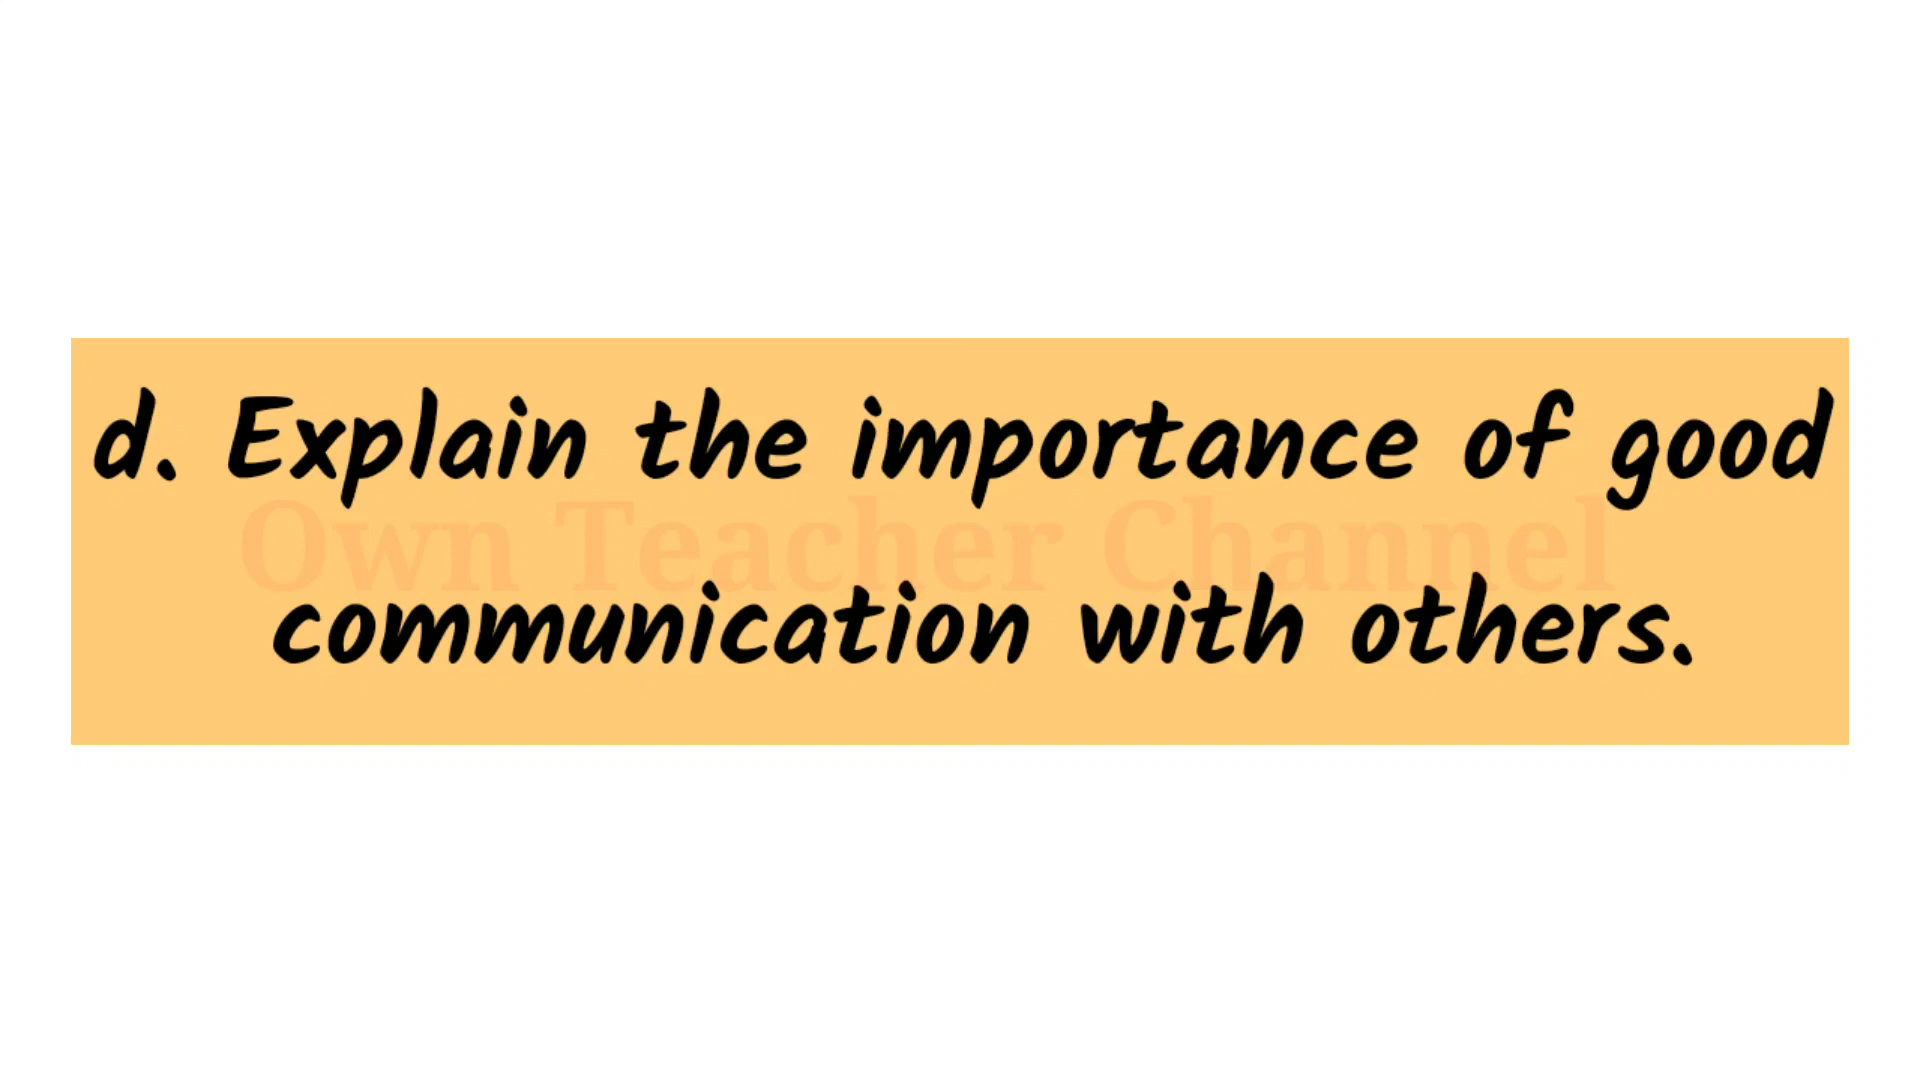 d. Explain the importance of good
Own Teacher Channel
communication with others.